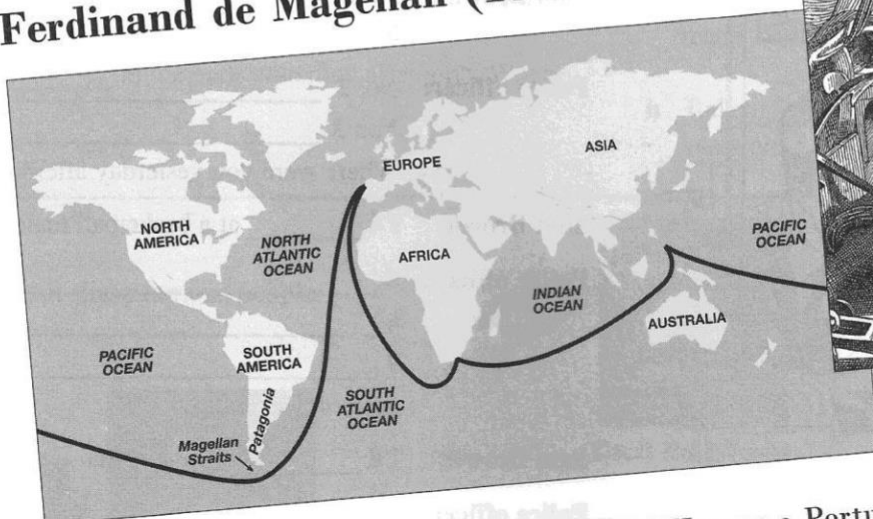 Ferdinand de Magellan
EUROPE
ASIA
NORTH
AMERICA
NORTH
ATLANTIC
OCEAN
AFRICA
PACIFIC
OCEAN
INDIAN
OCEAN
PACIFIC
OCEAN
SOUTH
AMERICA
AUSTRALIA
SOUTH
ATLANTIC
OCEAN
Patagonia
Magellan
Straits